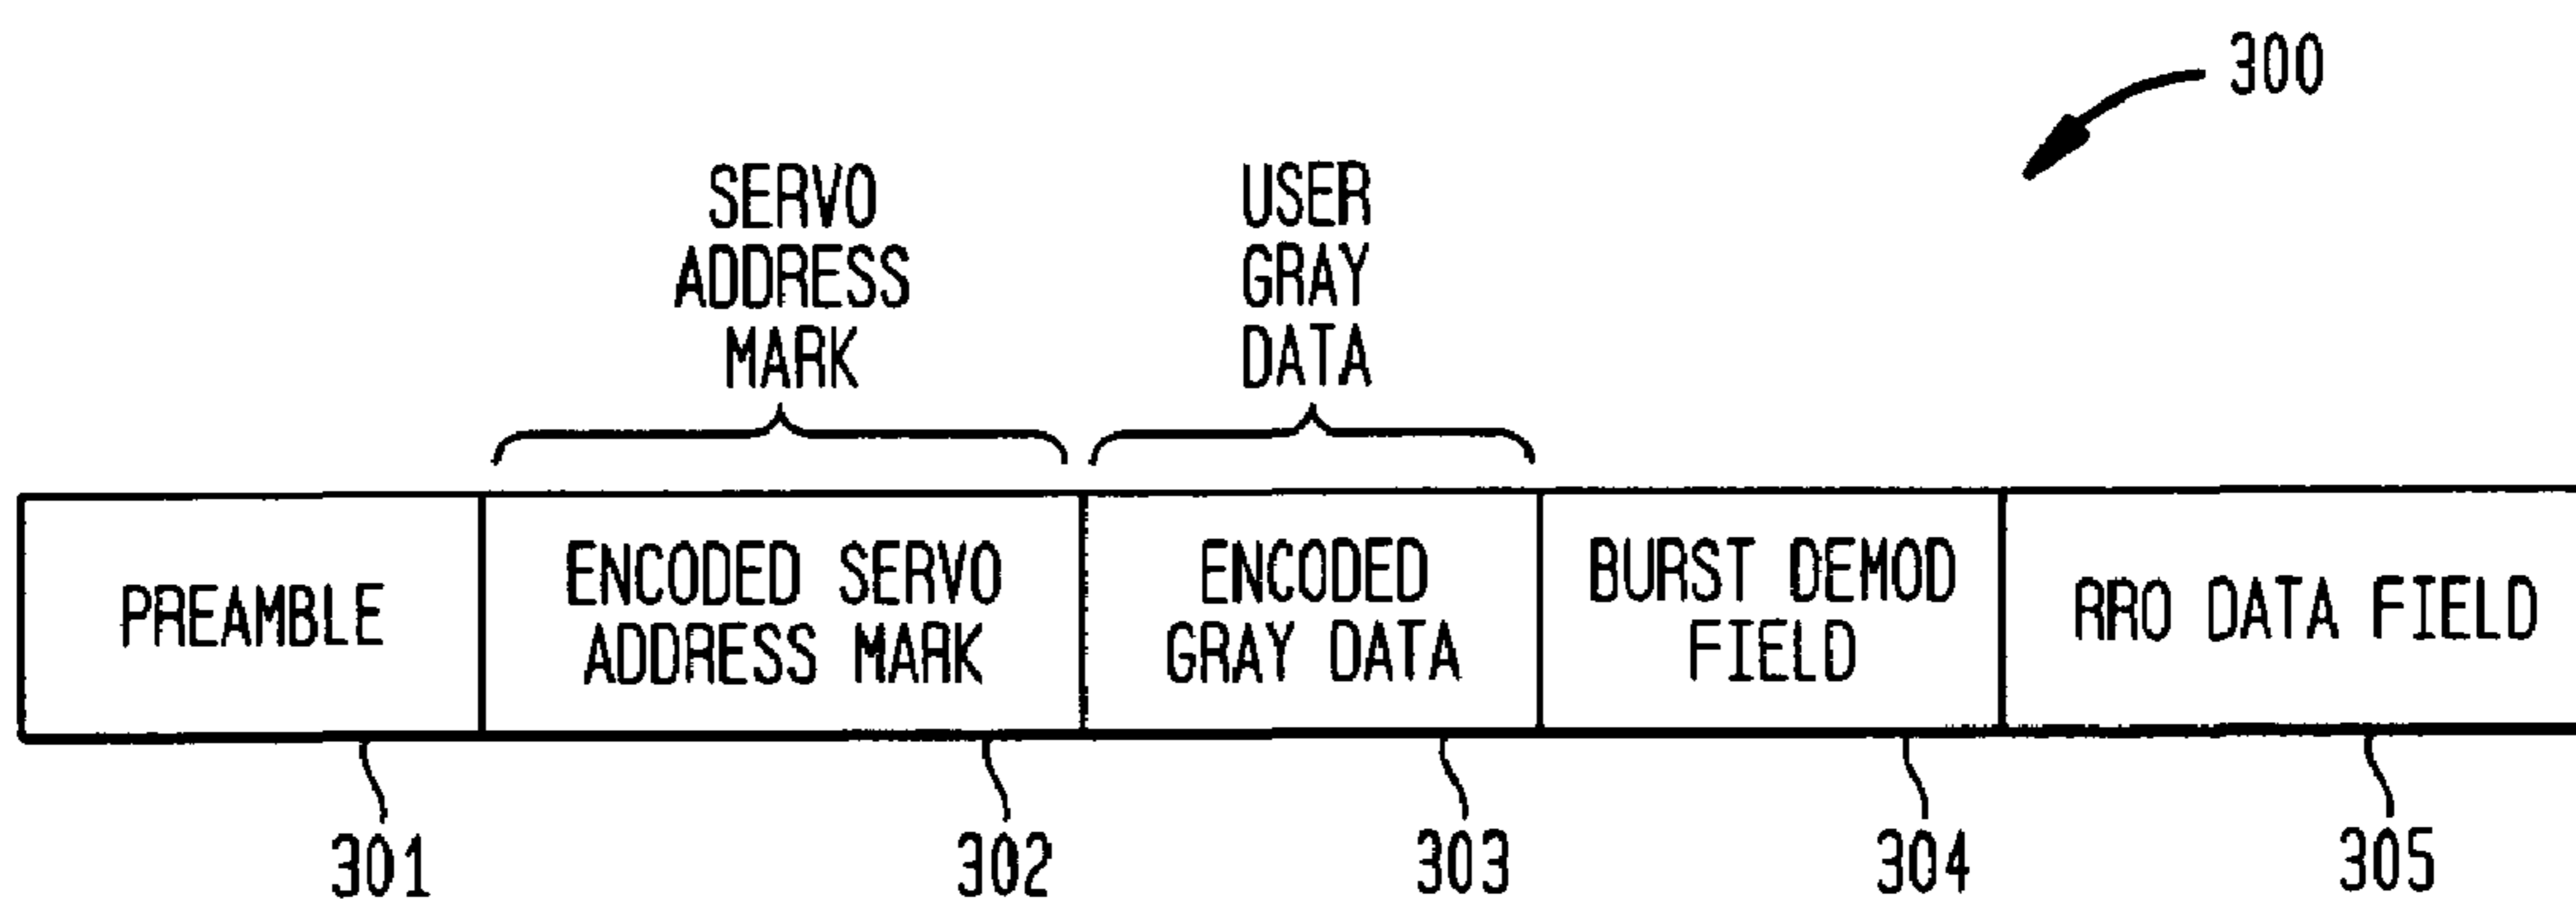 300
SERVO
ADDRESS
MARK
USER
GRAY
DATA
PREAMBLE
ENCODED SERVO
ADDRESS MARK
ENCODED
GRAY DATA
BURST DEMOD
FIELD
RRO DATA FIELD
301
302
303
304
305